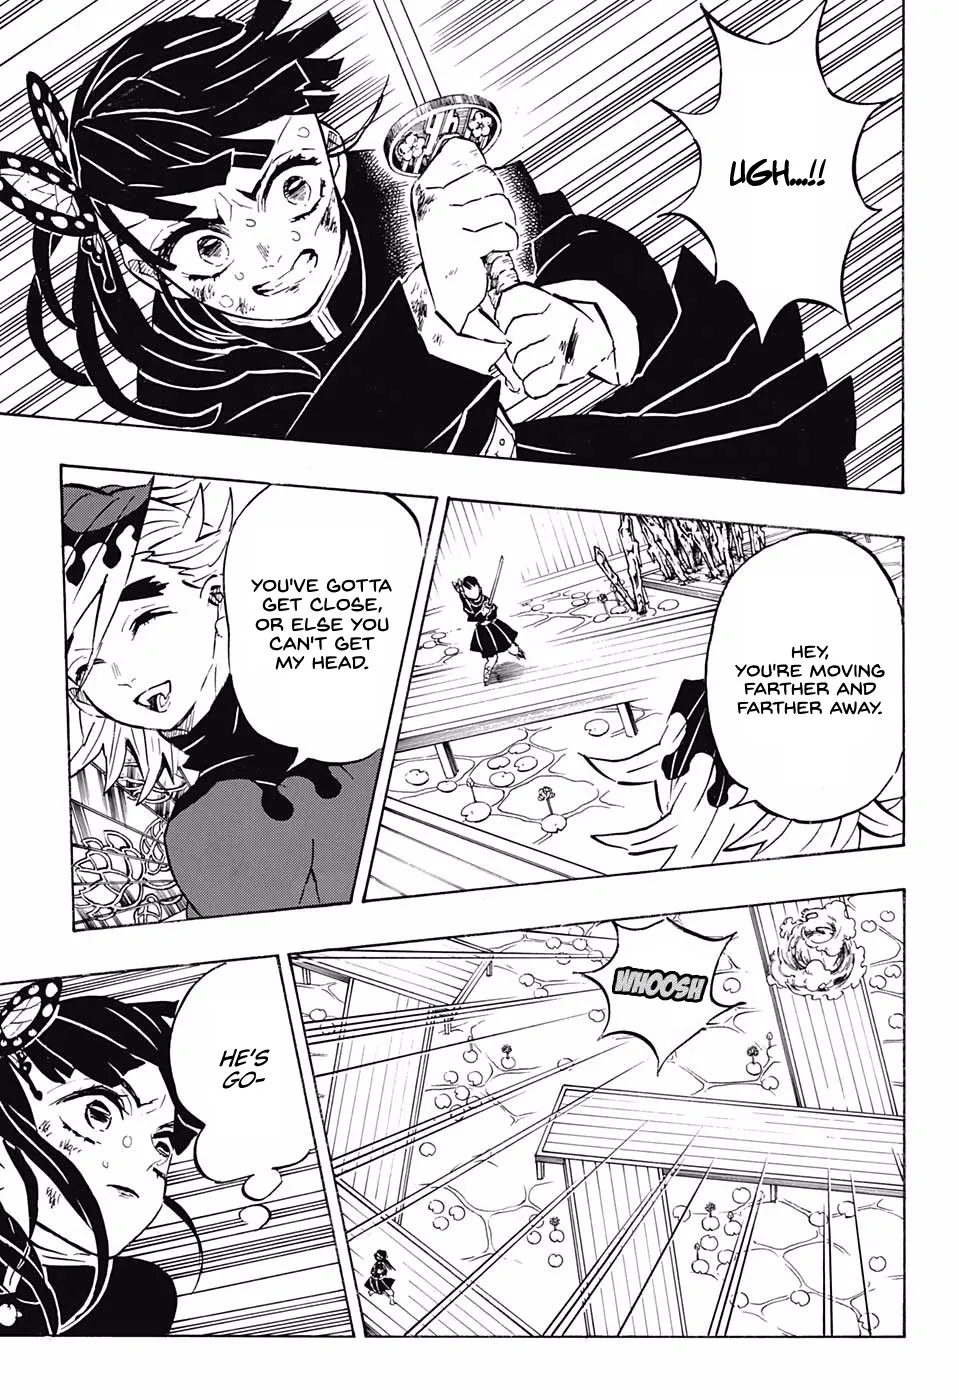 UGH...!!
HEY,
YOU'RE MOVING
FARTHER AND
FARTHER AWAY.
YOU'VE GOTTA
GET CLOSE,
OR ELSE YOU
CAN'T GET
MY HEAD.
WHOOSH
HE'S
GO-